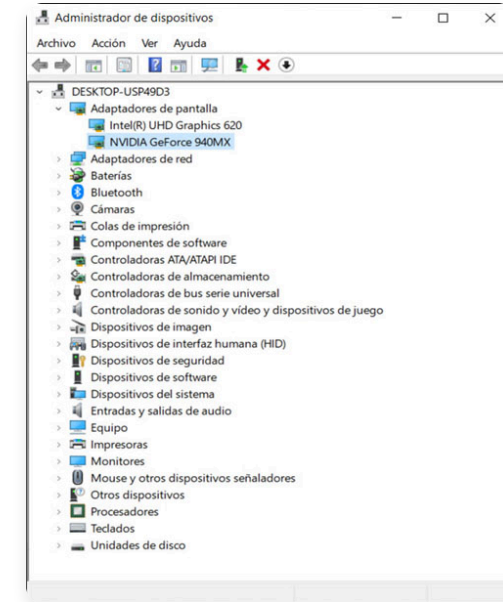 Administrador de dispositivos
Archivo Acción Ver Ayuda
DESKTOP-USP49D3
Adaptadores de pantalla
Intel(R) UHD Graphics 620
NVIDIA GeForce 940MX
Adaptadores de red
Baterías
Bluetooth
Cámaras
Colas de impresión
Componentes de software
Controladoras ATA/ATAPI IDE
Controladoras de almacenamiento
Controladoras de bus serie universal
Controladoras de sonido y vídeo y dispositivos de juego
Dispositivos de imagen
Dispositivos de interfaz humana (HID)
Dispositivos de seguridad
Dispositivos de software
Dispositivos del sistema
Entradas y salidas de audio
Equipo
Impresoras
Monitores
Mouse y otros dispositivos señaladores
Otros dispositivos
Procesadores
Teclados
Unidades de disco